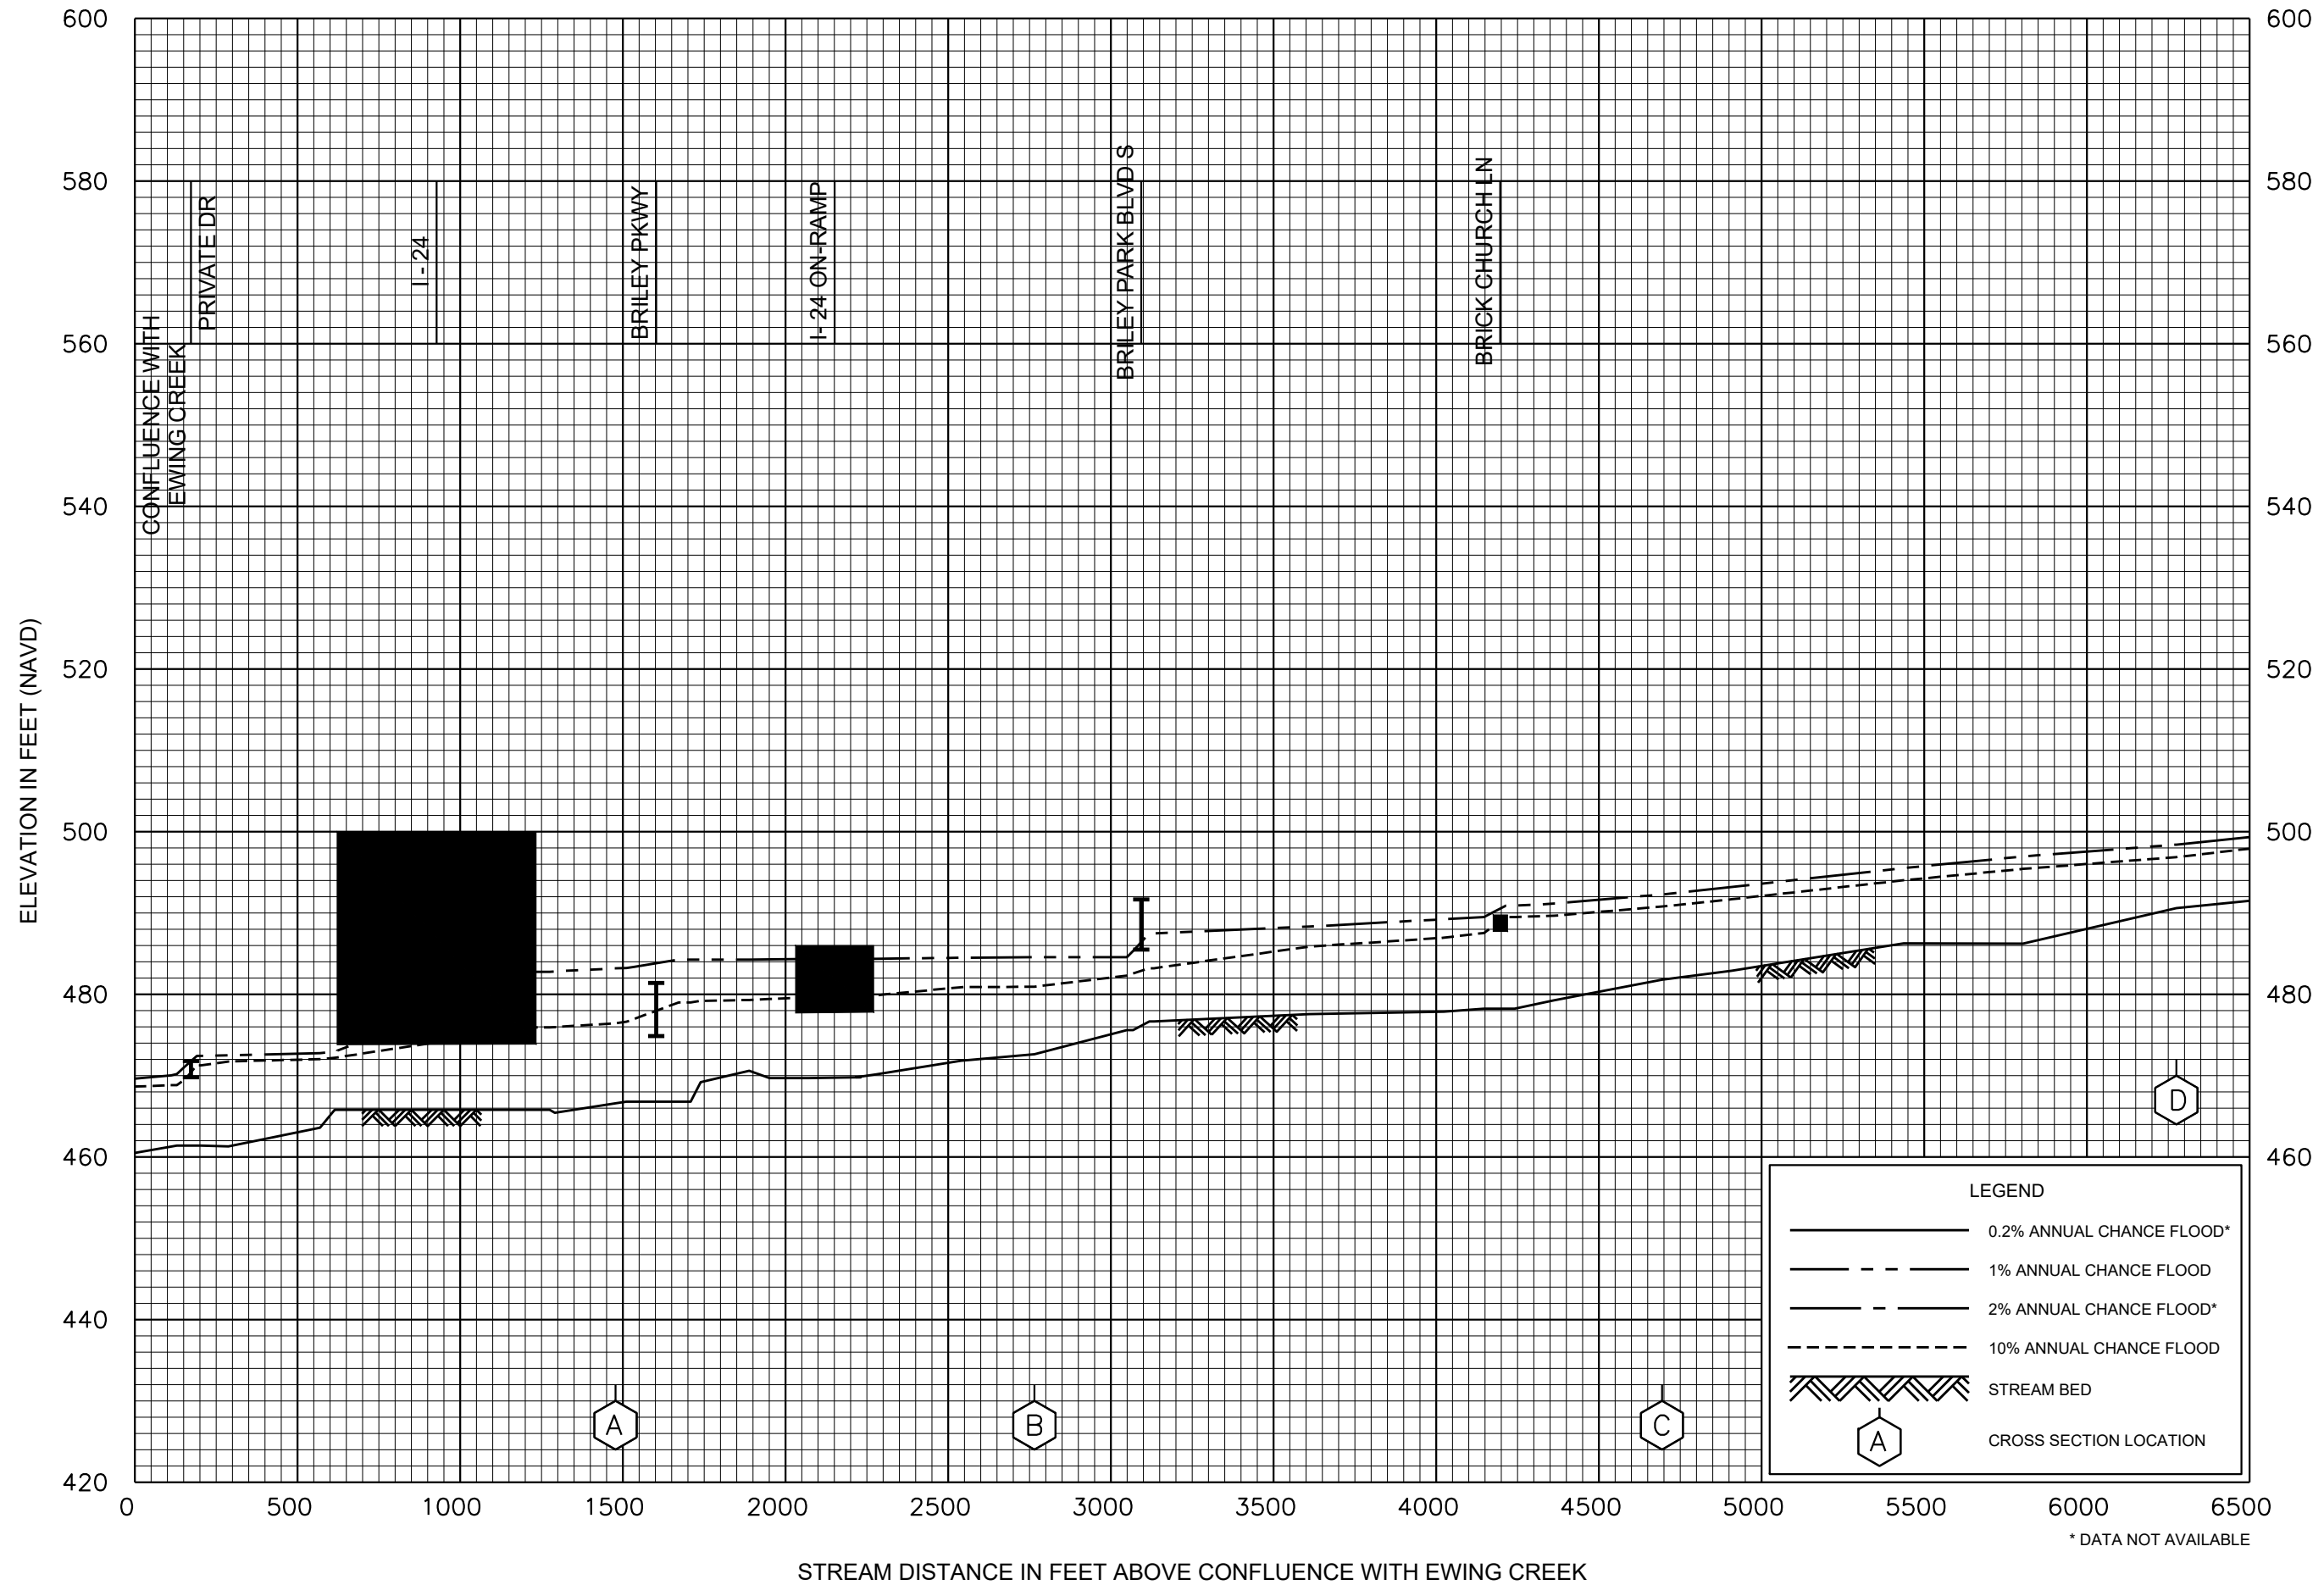 600
600
580
580
560
560
540
540
520
520
500
500
480
480
460
460
440
420
ELEVATION IN FEET (NAVD)
CONFLUENCE WITH
EWING CREEK
PRIVATE DR
I - 24
BRILEY PKWY
I- 24 ON-RAMP
BRILEY PARK BLVD S
BRICK CHURCH LN
A
B
C
D
LEGEND
0.2% ANNUAL CHANCE FLOOD*
1% ANNUAL CHANCE FLOOD
2% ANNUAL CHANCE FLOOD*
10% ANNUAL CHANCE FLOOD
STREAM BED
A
CROSS SECTION LOCATION
0 500 1000 1500 2000 2500 3000 3500 4000 4500 5000 5500 6000 6500
* DATA NOT AVAILABLE
STREAM DISTANCE IN FEET ABOVE CONFLUENCE WITH EWING CREEK